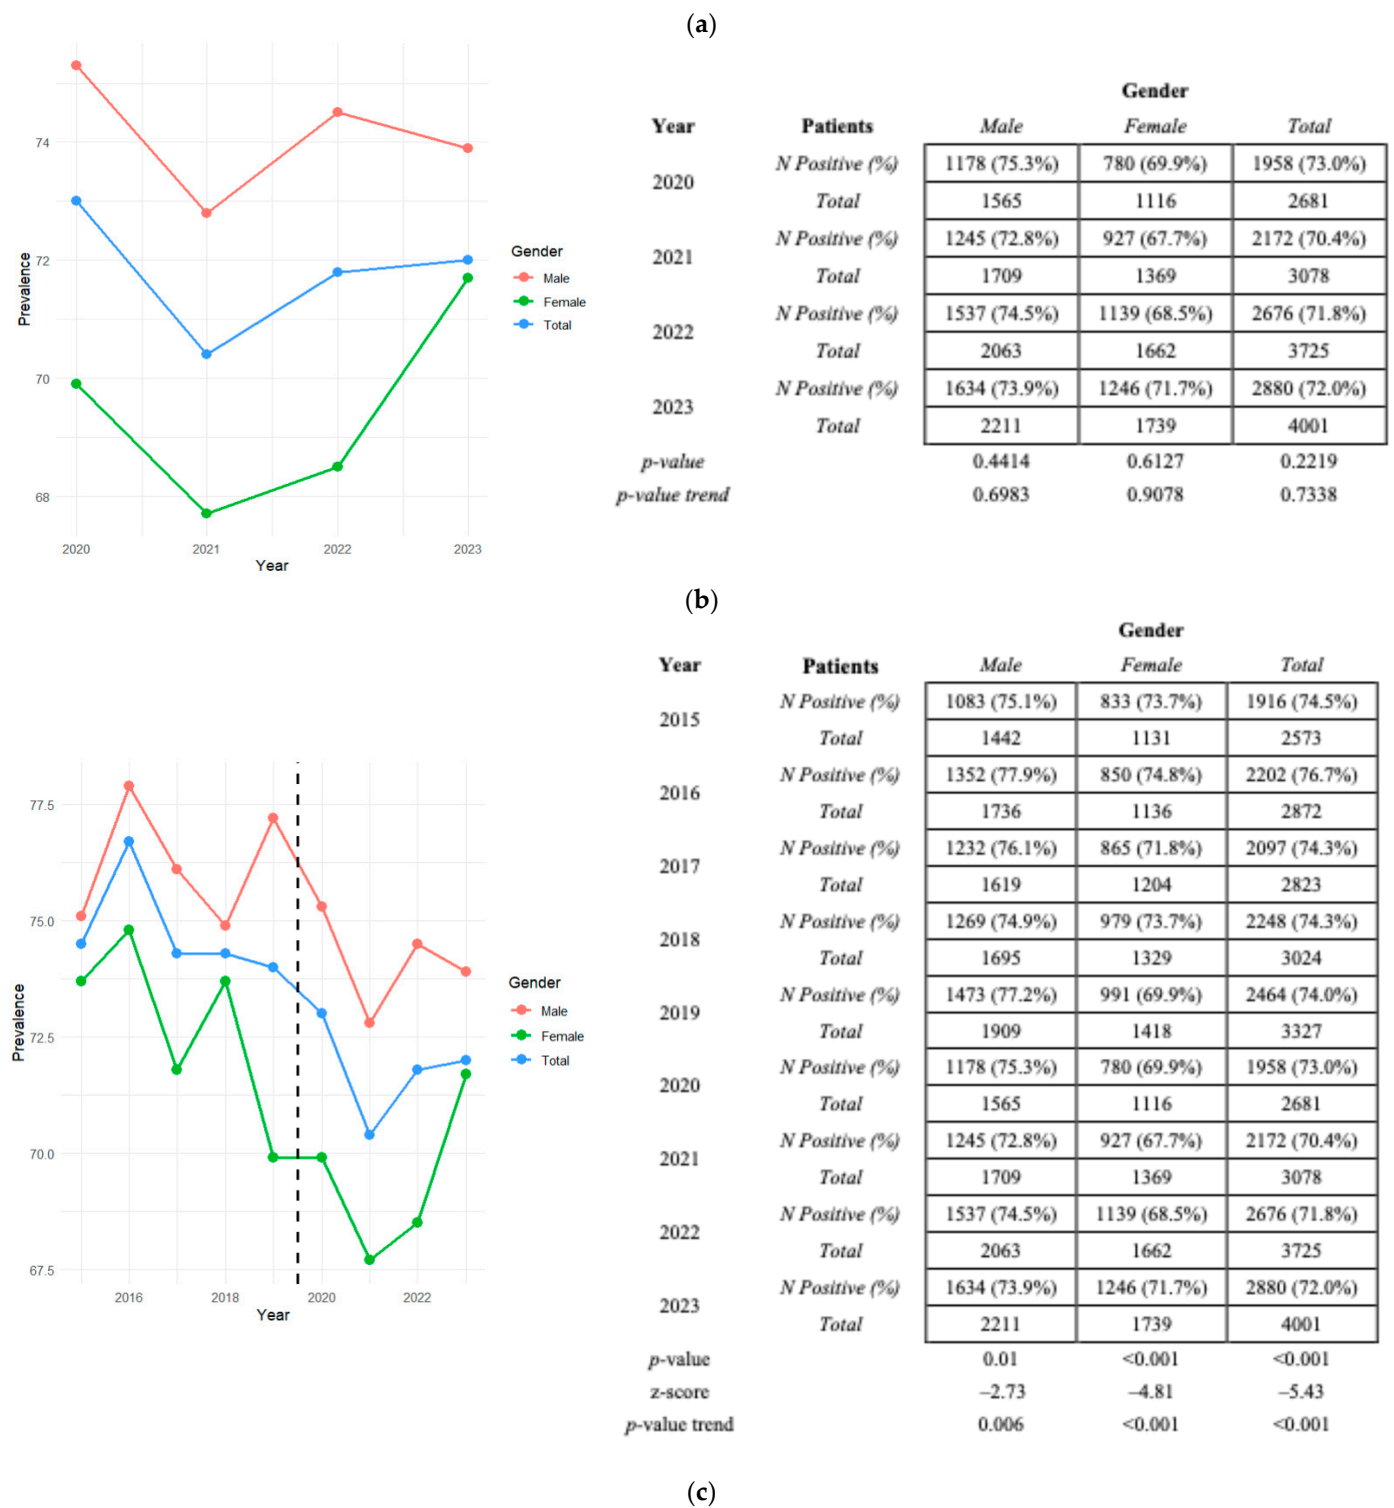 (a)
74
72
70
68
Prevalence
2020 2021 2022 2023
Year
Gender
Male
Female
Total
Gender
Year Patients Male Female Total
2020 N Positive (%) 1178 (75.3%) 780 (69.9%) 1958 (73.0%)
Total 1565 1116 2681
2021 N Positive (%) 1245 (72.8%) 927 (67.7%) 2172 (70.4%)
Total 1709 1369 3078
2022 N Positive (%) 1537 (74.5%) 1139 (68.5%) 2676 (71.8%)
Total 2063 1662 3725
2023 N Positive (%) 1634 (73.9%) 1246 (71.7%) 2880 (72.0%)
Total 2211 1739 4001
p-value 0.4414 0.6127 0.2219
p-value trend 0.6983 0.9078 0.7338
(b)
77.5
75.0
72.5
70.0
67.5
Prevalence
2016 2018 2020 2022
Year
Gender
Male
Female
Total
Gender
Year Patients Male Female Total
2015 N Positive (%) 1083 (75.1%) 833 (73.7%) 1916 (74.5%)
Total 1442 1131 2573
2016 N Positive (%) 1352 (77.9%) 850 (74.8%) 2202 (76.7%)
Total 1736 1136 2872
2017 N Positive (%) 1232 (76.1%) 865 (71.8%) 2097 (74.3%)
Total 1619 1204 2823
2018 N Positive (%) 1269 (74.9%) 979 (73.7%) 2248 (74.3%)
Total 1695 1329 3024
2019 N Positive (%) 1473 (77.2%) 991 (69.9%) 2464 (74.0%)
Total 1909 1418 3327
2020 N Positive (%) 1178 (75.3%) 780 (69.9%) 1958 (73.0%)
Total 1565 1116 2681
2021 N Positive (%) 1245 (72.8%) 927 (67.7%) 2172 (70.4%)
Total 1709 1369 3078
2022 N Positive (%) 1537 (74.5%) 1139 (68.5%) 2676 (71.8%)
Total 2063 1662 3725
2023 N Positive (%) 1634 (73.9%) 1246 (71.7%) 2880 (72.0%)
Total 2211 1739 4001
p-value 0.01 <0.001 <0.001
z-score –2.73 –4.81 –5.43
p-value trend 0.006 <0.001 <0.001
(c)